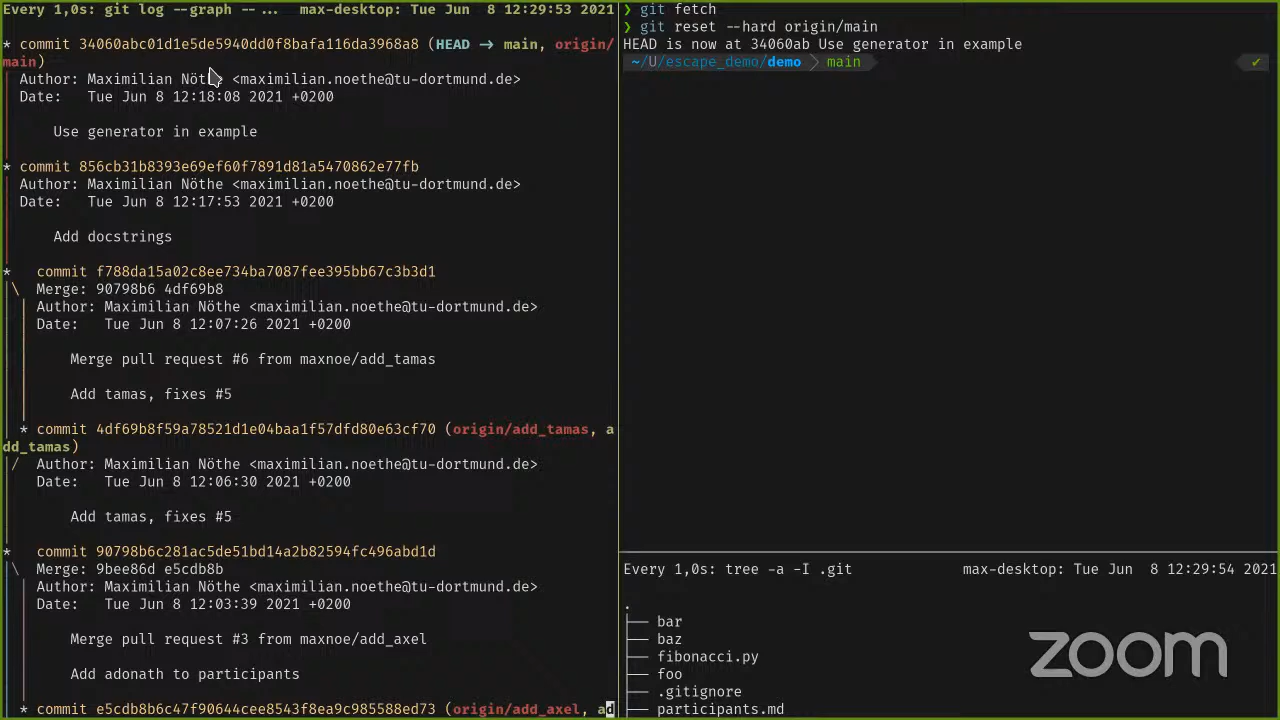 Every 1,0s: git log --graph --... max-desktop: Tue Jun  8 12:29:53 2021
* commit 34060abc01d1e5de5940dd0f8bafa116da3968a8 (HEAD → main, origin/
main)
Author: Maximilian Nöthe <maximilian.noethe@tu-dortmund.de>
Date:   Tue Jun 8 12:18:08 2021 +0200
Use generator in example
* commit 856cb31b8393e69ef60f7891d81a5470862e77fb
Author: Maximilian Nöthe <maximilian.noethe@tu-dortmund.de>
Date:   Tue Jun 8 12:17:53 2021 +0200
Add docstrings
*   commit f788da15a02c8ee734ba7087fee395bb67c3b3d1
\  Merge: 90798b6 4df69b8
Author: Maximilian Nöthe <maximilian.noethe@tu-dortmund.de>
Date:   Tue Jun 8 12:07:26 2021 +0200
Merge pull request #6 from maxnoe/add_tamas
Add tamas, fixes #5
* commit 4df69b8f59a78521d1e04baa1f57dfd80e63cf70 (origin/add_tamas, a
dd_tamas)
/  Author: Maximilian Nöthe <maximilian.noethe@tu-dortmund.de>
Date:   Tue Jun 8 12:06:30 2021 +0200
Add tamas, fixes #5
*   commit 90798b6c281ac5de51bd14a2b82594fc496abd1d
\  Merge: 9bee86d e5cdb8b
Author: Maximilian Nöthe <maximilian.noethe@tu-dortmund.de>
Date:   Tue Jun 8 12:03:39 2021 +0200
Merge pull request #3 from maxnoe/add_axel
Add adonath to participants
* commit e5cdb8b6c47f90644cee8543f8ea9c985588ed73 (origin/add_axel, ad
❯ git fetch
❯ git reset --hard origin/main
HEAD is now at 34060ab Use generator in example
~/U/escape_demo/demo main ✔
Every 1,0s: tree -a -I .git max-desktop: Tue Jun  8 12:29:54 2021
.
├── bar
├── baz
├── fibonacci.py
├── foo
├── .gitignore
├── participants.md
zoom